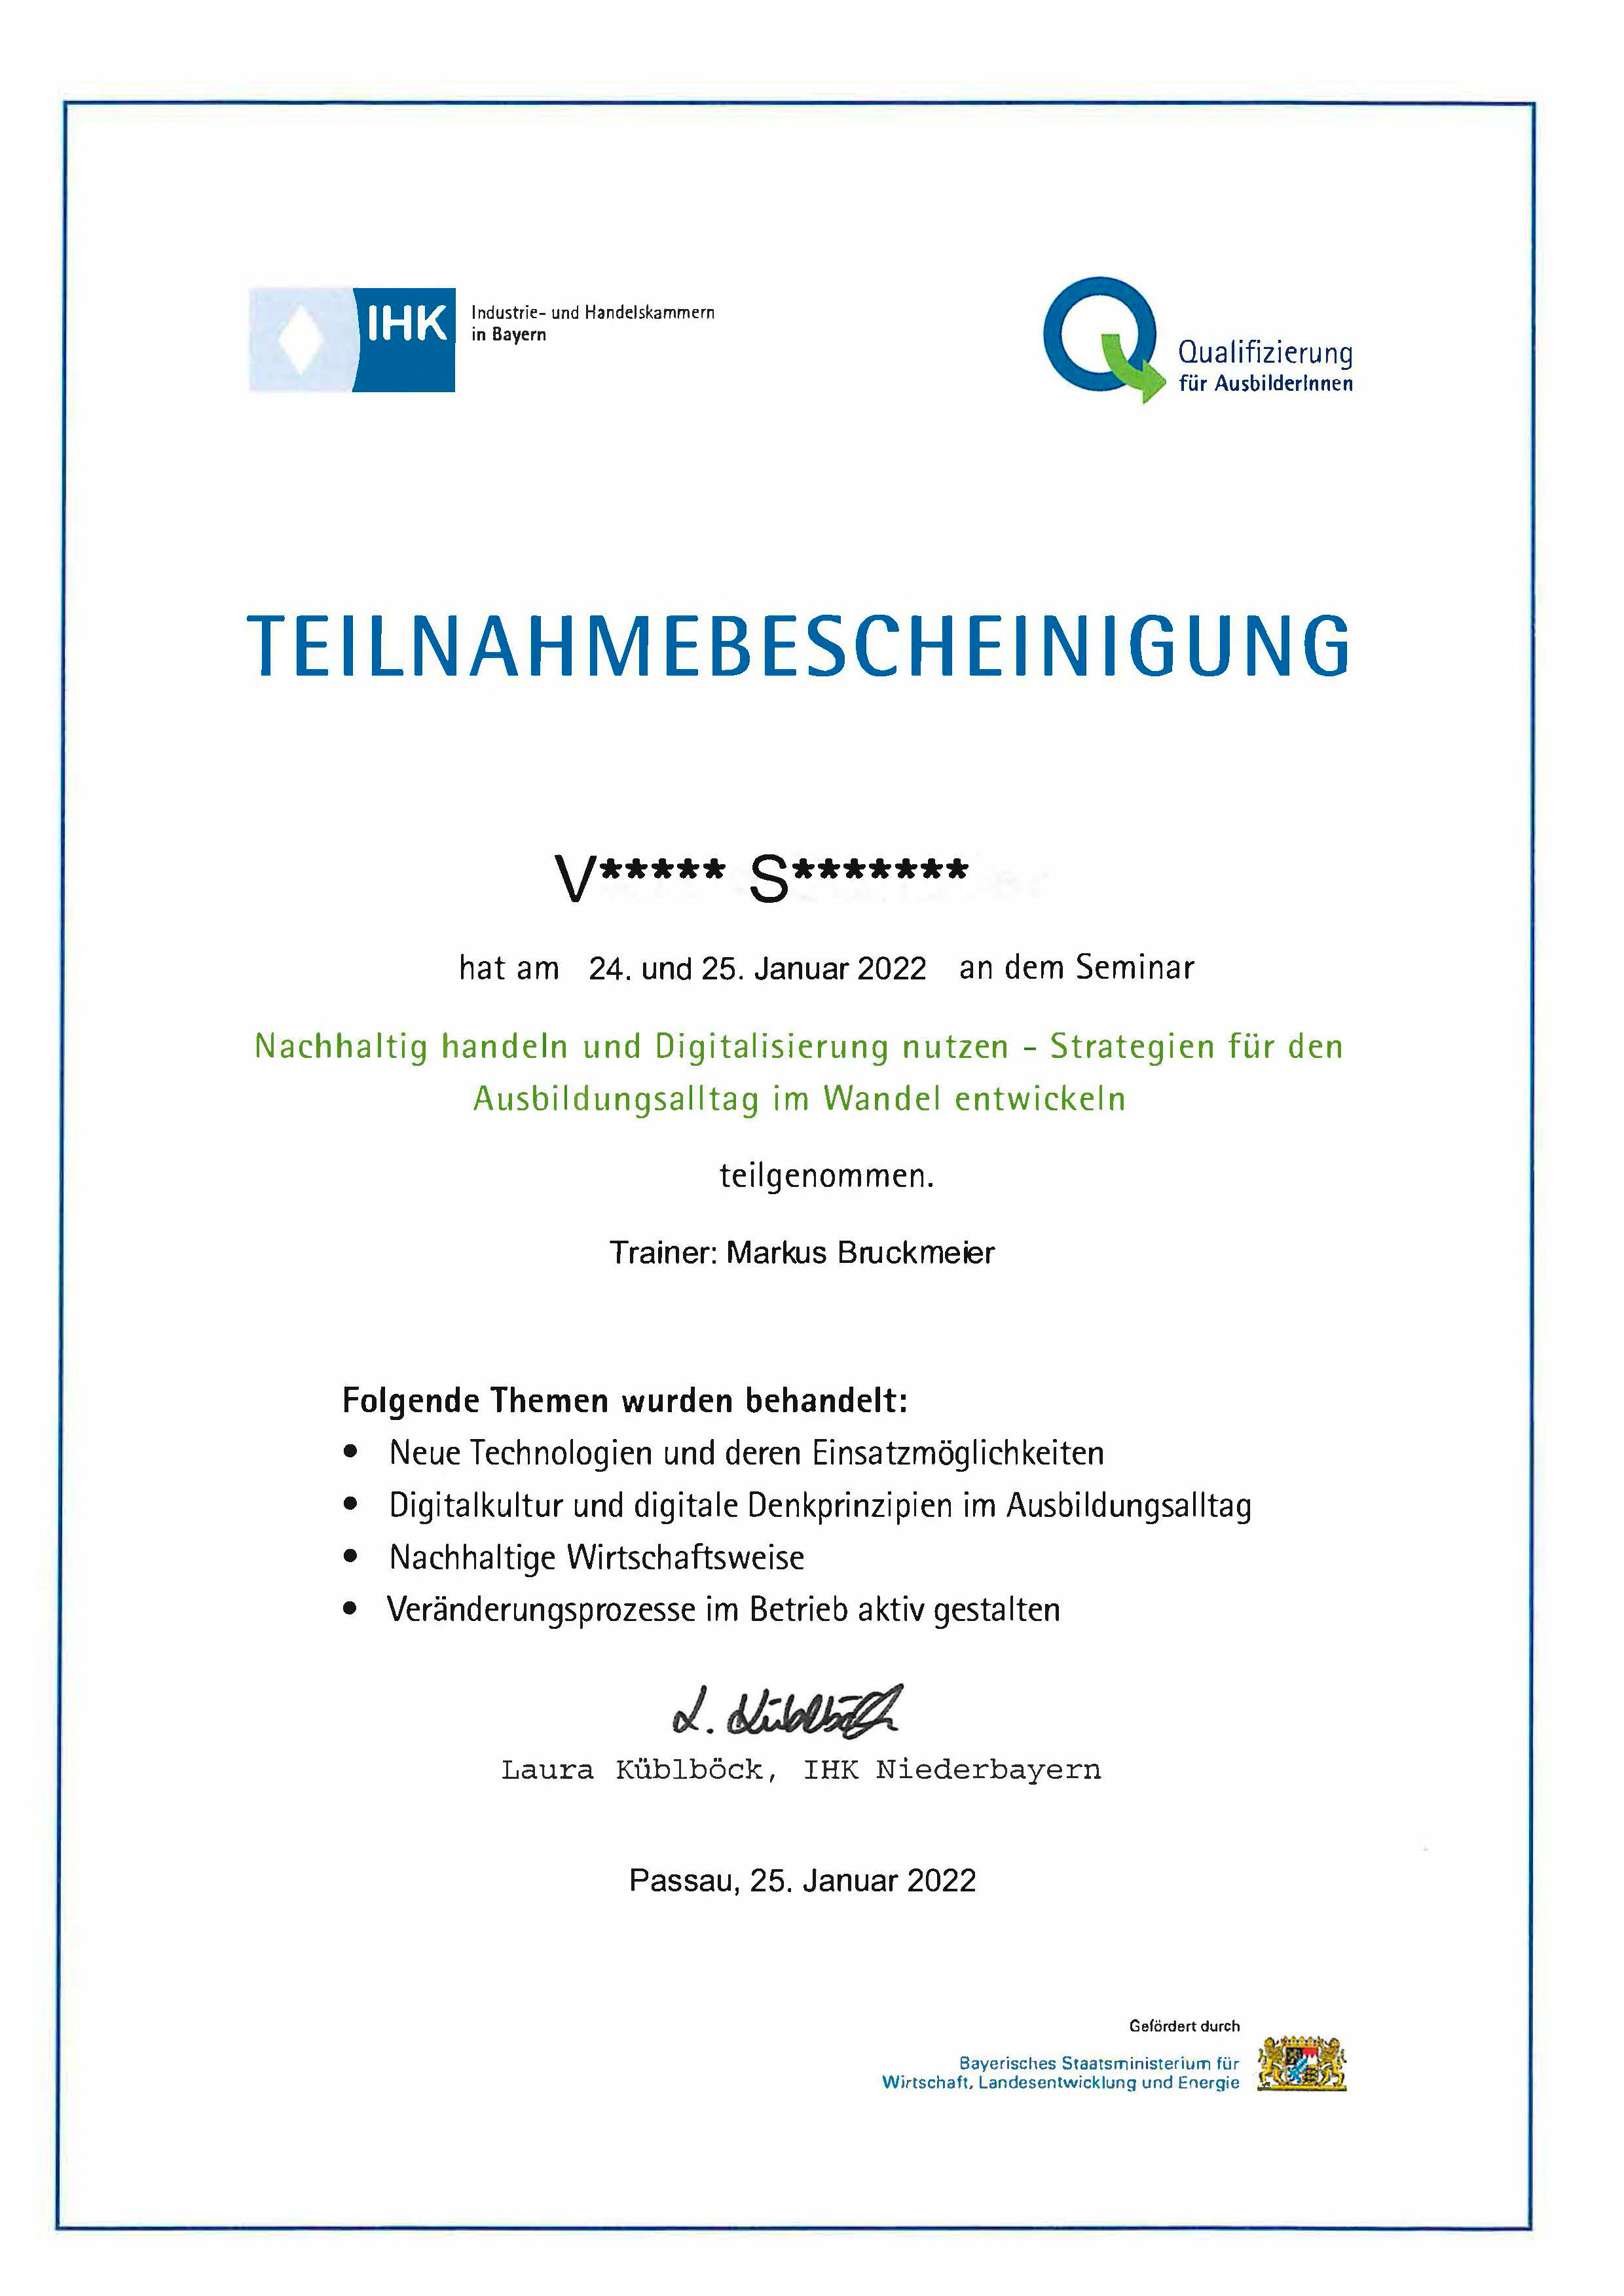 IHK
Industrie- und Handelskammern
in Bayern
Qualifizierung
für AusbilderInnen
TEILNAHMEBESCHEINIGUNG
V***** S*******
hat am 24. und 25. Januar 2022 an dem Seminar
Nachhaltig handeln und Digitalisierung nutzen - Strategien für den
Ausbildungsalltag im Wandel entwickeln
teilgenommen.
Trainer: Markus Bruckmeier
Folgende Themen wurden behandelt:
• Neue Technologien und deren Einsatzmöglichkeiten
• Digitalkultur und digitale Denkprinzipien im Ausbildungsalltag
• Nachhaltige Wirtschaftsweise
• Veränderungsprozesse im Betrieb aktiv gestalten
L. Küblböck
Laura Küblböck, IHK Niederbayern
Passau, 25. Januar 2022
Gefördert durch
Bayerisches Staatsministerium für
Wirtschaft, Landesentwicklung und Energie